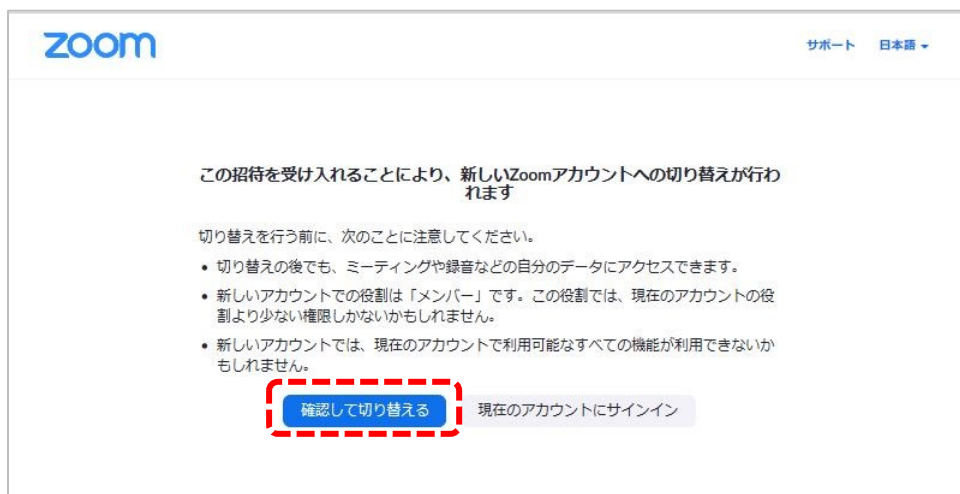 zoom
サポート 日本語
この招待を受け入れることにより、新しいZoomアカウントへの切り替えが行わ
れます
切り替えを行う前に、次のことに注意してください。
• 切り替えの後でも、ミーティングや録音などの自分のデータにアクセスできます。
• 新しいアカウントでの役割は「メンバー」です。この役割では、現在のアカウントの役
割より少ない権限しかないかもしれません。
• 新しいアカウントでは、現在のアカウントで利用可能なすべての機能が利用できないか
もしれません。
確認して切り替える 現在のアカウントにサインイン